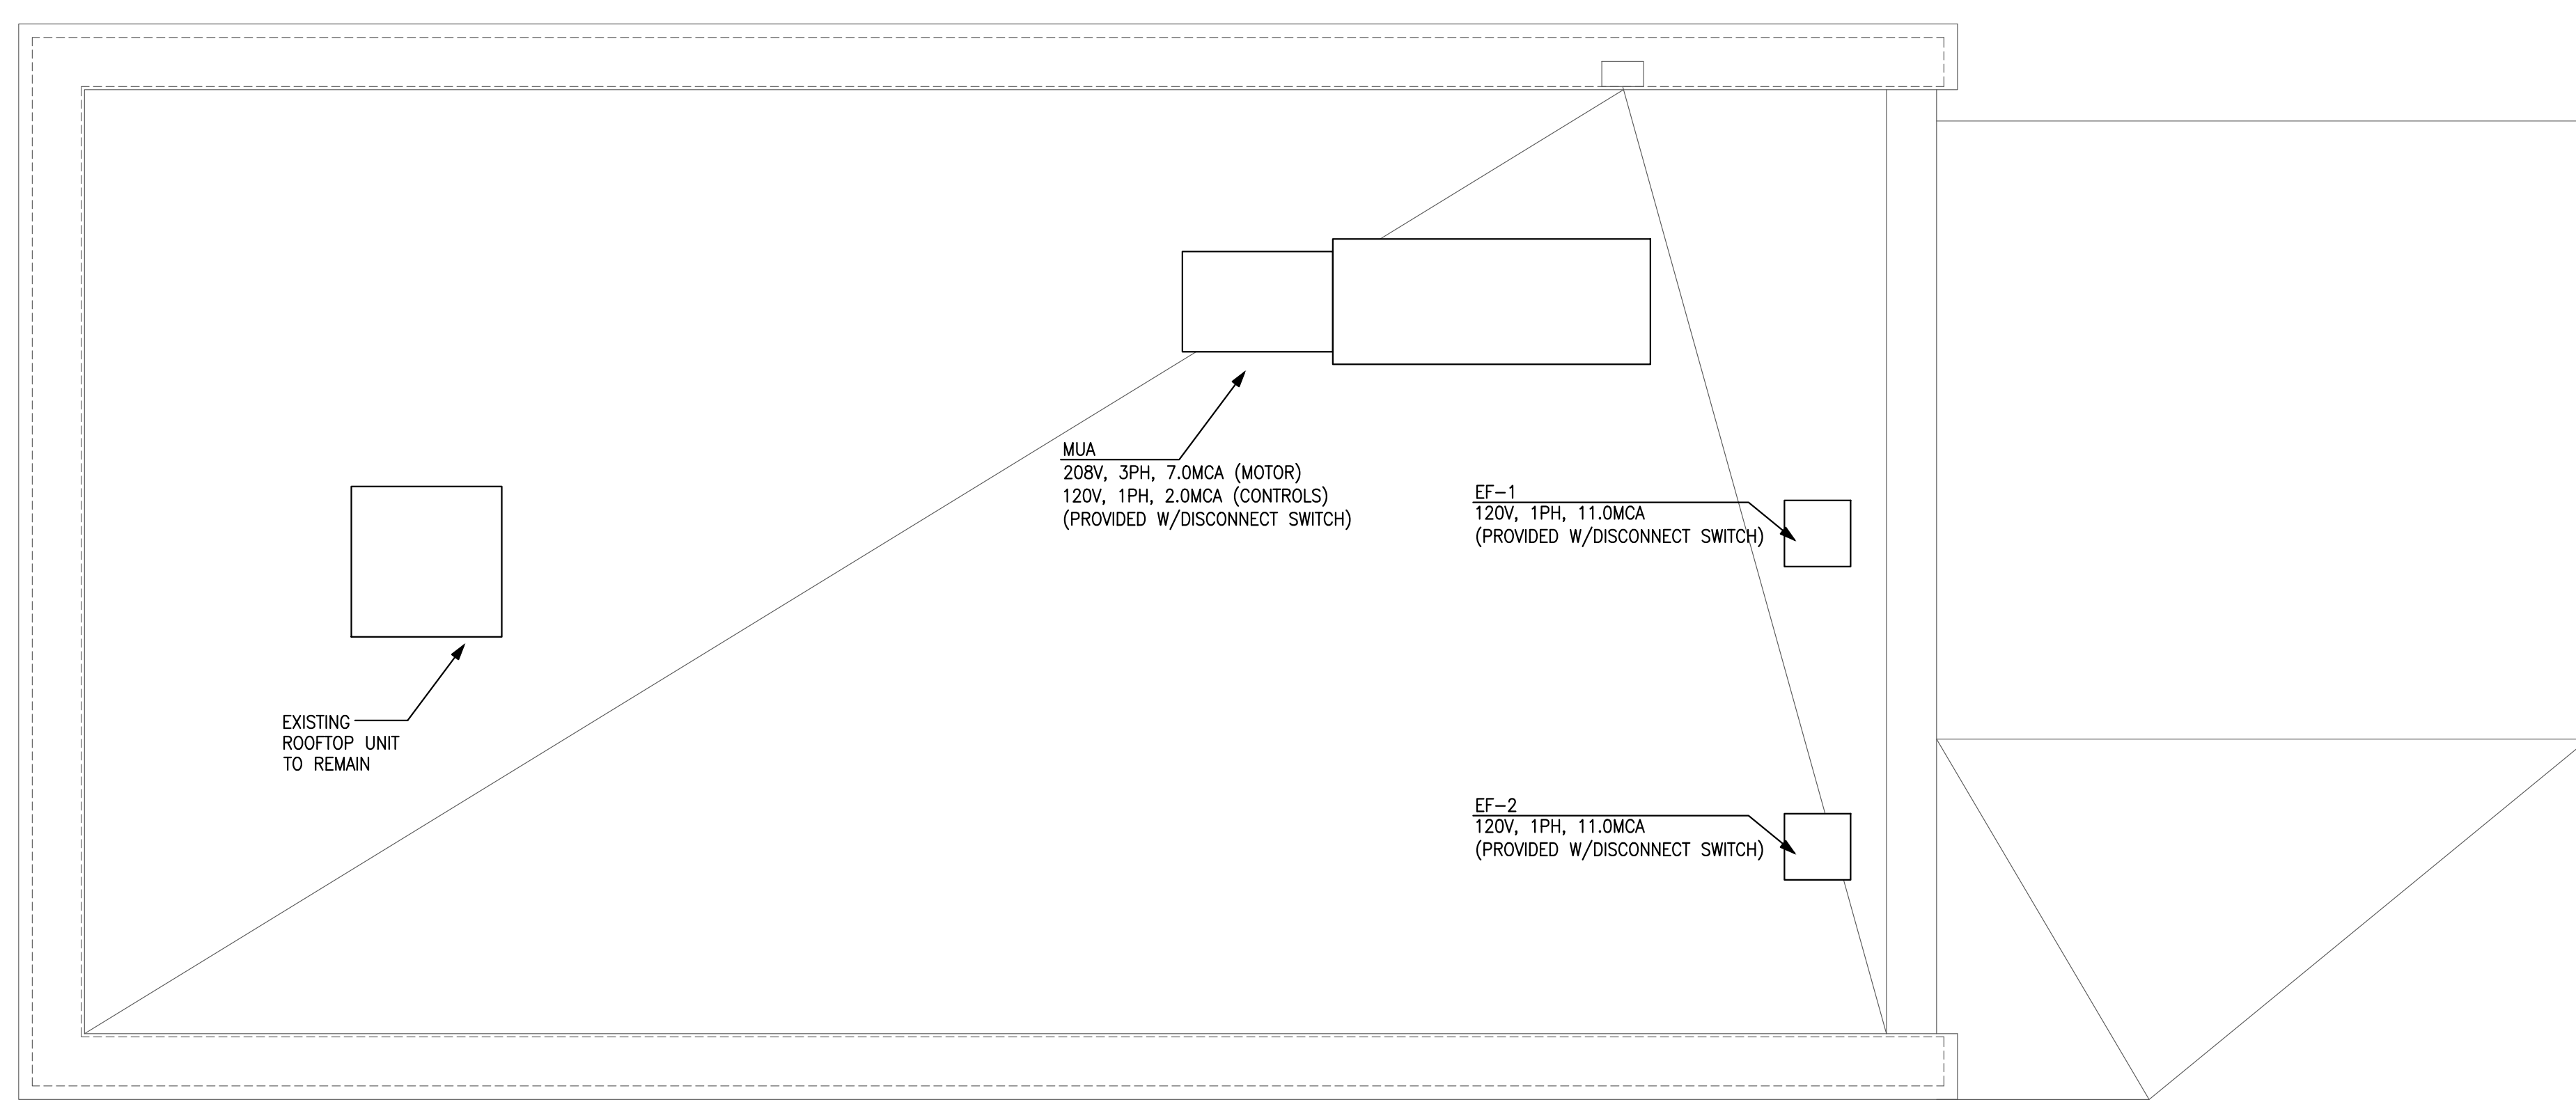 MUA
208V, 3PH, 7.0MCA (MOTOR)
120V, 1PH, 2.0MCA (CONTROLS)
(PROVIDED W/DISCONNECT SWITCH)
EF-1
120V, 1PH, 11.0MCA
(PROVIDED W/DISCONNECT SWITCH)
EXISTING
ROOFTOP UNIT
TO REMAIN
EF-2
120V, 1PH, 11.0MCA
(PROVIDED W/DISCONNECT SWITCH)